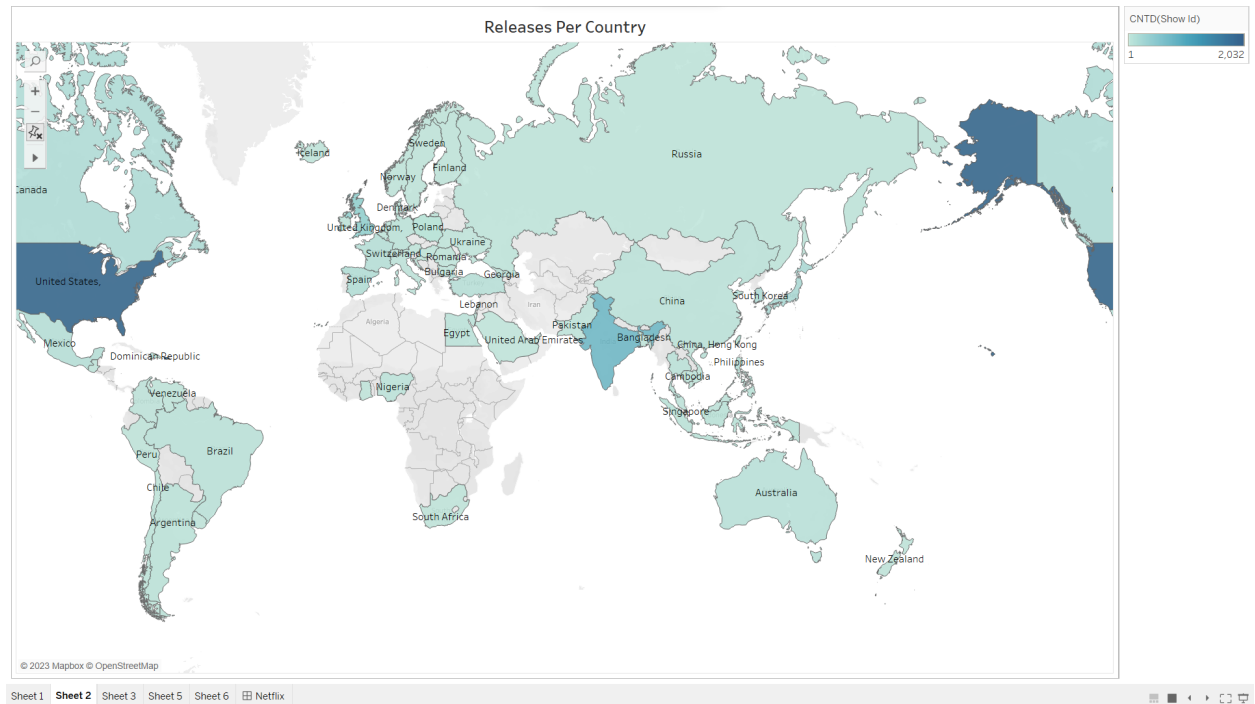 Releases Per Country
CNTD(Show Id)
1 2,032
Iceland
Sweden
Finland
Norway
Russia
Canada
Denmark
United Kingdom,
Poland,
Ukraine
Switzerland
Romania
Bulgaria
Georgia
Spain
United States,
Lebanon
Iran
China
South Korea
Algeria
Egypt
Pakistan
United Arab Emirates
Bangladesh
China, Hong Kong
Mexico
Dominican Republic
Philippines
Cambodia
Nigeria
Venezuela
Singapore
Brazil
Peru
Chile
Australia
Argentina
South Africa
New Zealand
© 2023 Mapbox © OpenStreetMap
Sheet 1 Sheet 2 Sheet 3 Sheet 5 Sheet 6 Netflix